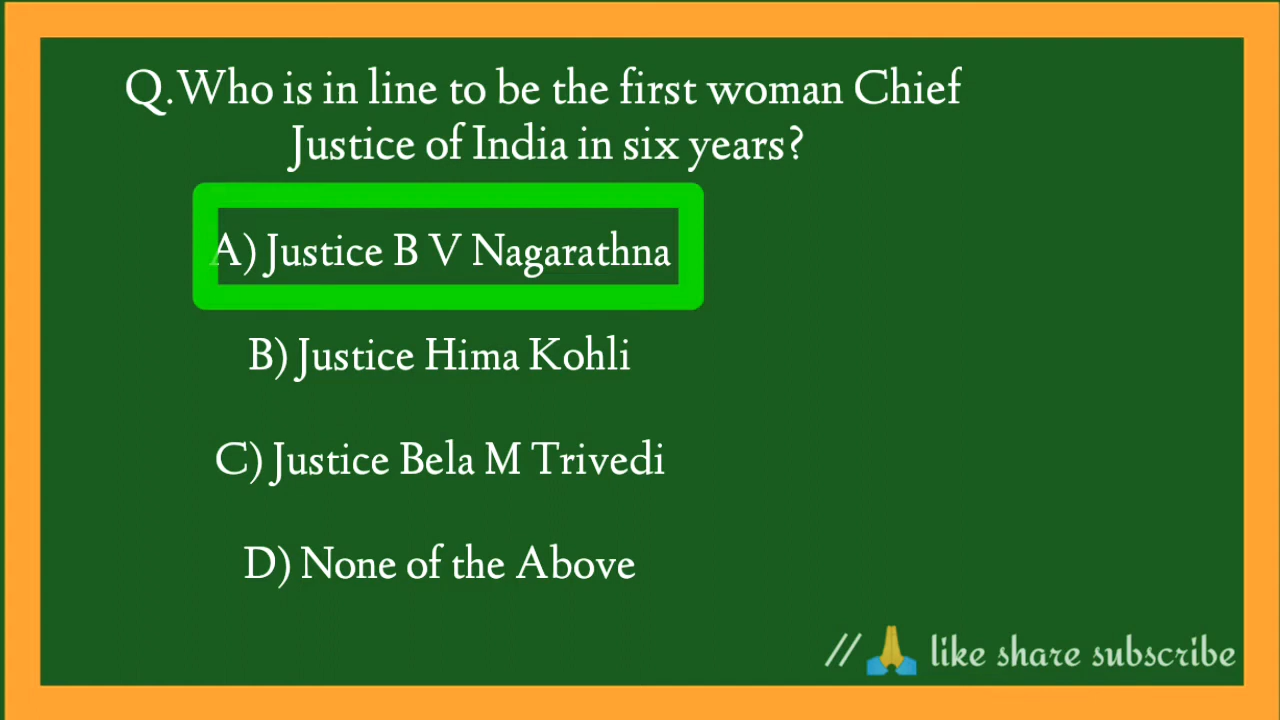 Q.Who is in line to be the first woman Chief
Justice of India in six years?
A) Justice B V Nagarathna
B) Justice Hima Kohli
C) Justice Bela M Trivedi
D) None of the Above
// 🙏 like share subscribe